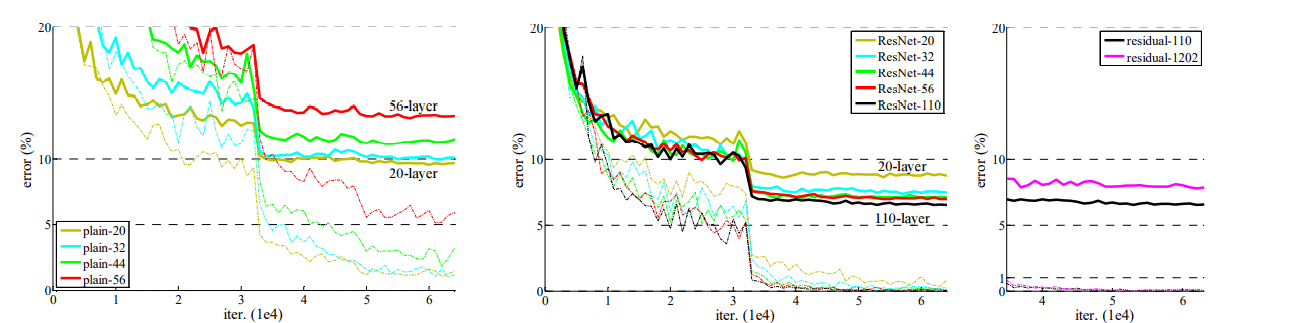 20
10
5
0
error (%)
0
1
2
3
4
5
6
iter. (1e4)
56-layer
20-layer
plain-20
plain-32
plain-44
plain-56
20
10
5
0
error (%)
0
1
2
3
4
5
6
iter. (1e4)
ResNet-20
ResNet-32
ResNet-44
ResNet-56
ResNet-110
20-layer
110-layer
20
10
5
1
0
error (%)
4
5
6
iter. (1e4)
residual-110
residual-1202